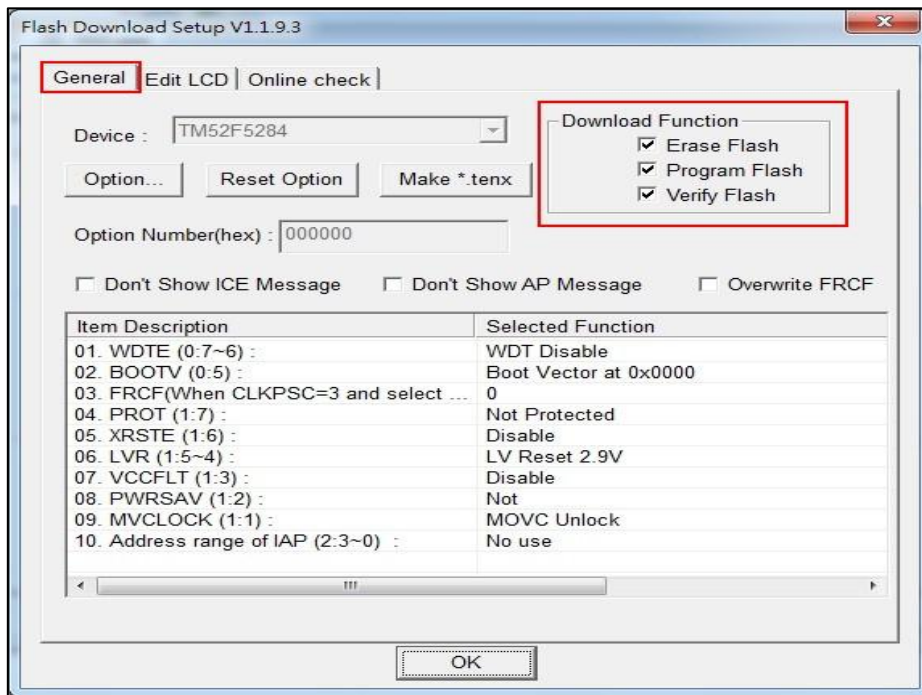 Flash Download Setup V1.1.9.3
General Edit LCD Online check
Device : TM52F5284
Download Function
Erase Flash
Program Flash
Verify Flash
Option... Reset Option Make *.tenx
Option Number(hex) : 000000
Don't Show ICE Message Don't Show AP Message Overwrite FRCF
Item Description Selected Function
01. WDTE (0:7~6) : WDT Disable
02. BOOTV (0:5) : Boot Vector at 0x0000
03. FRCF(When CLKPSC=3 and select ... 0
04. PROT (1:7) : Not Protected
05. XRSTE (1:6) : Disable
06. LVR (1:5~4) : LV Reset 2.9V
07. VCCFLT (1:3) : Disable
08. PWRSAV (1:2) : Not
09. MVCLOCK (1:1) : MOVC Unlock
10. Address range of IAP (2:3~0) : No use
OK